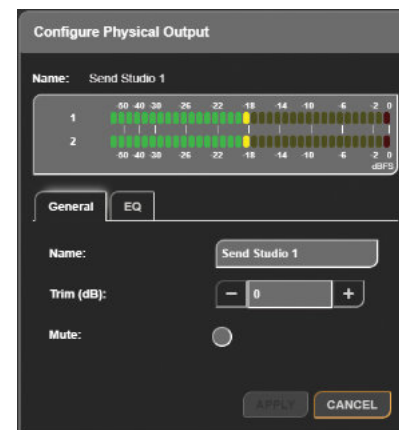 Configure Physical Output
Name: Send Studio 1
-50 -40 -30 -26 -22 -18 -14 -10 -6 -2 0
1
2
-50 -40 -30 -26 -22 -18 -14 -10 -6 -2 0
dBFS
General EQ
Name: Send Studio 1
Trim (dB): − 0 +
Mute:
APPLY CANCEL